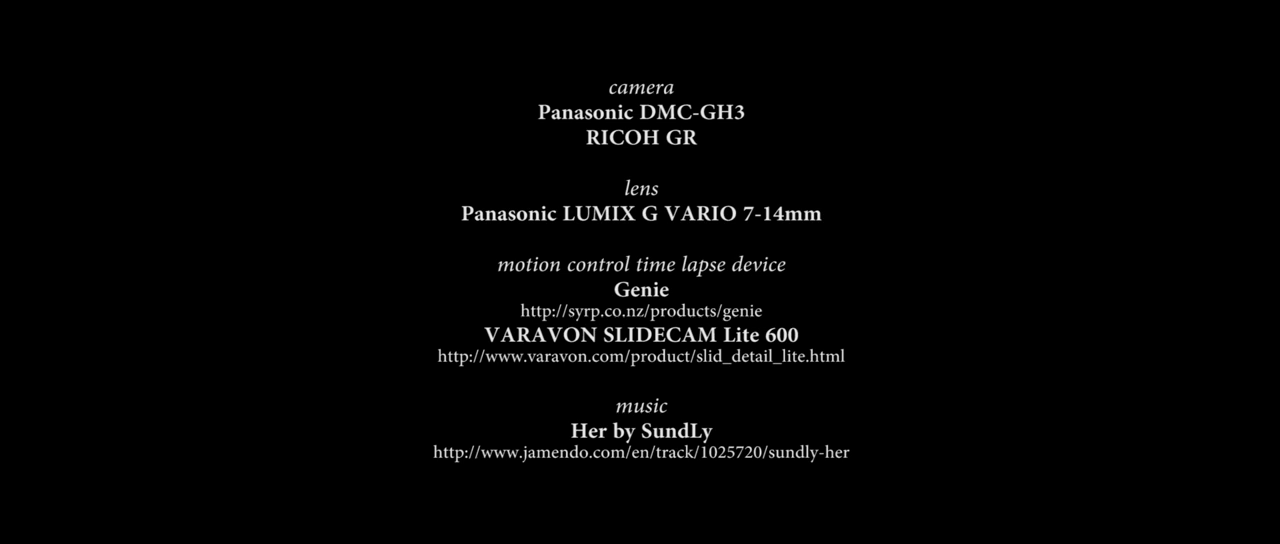 camera
Panasonic DMC-GH3
RICOH GR
lens
Panasonic LUMIX G VARIO 7-14mm
motion control time lapse device
Genie
http://syrp.co.nz/products/genie
VARAVON SLIDECAM Lite 600
http://www.varavon.com/product/slid_detail_lite.html
music
Her by SundLy
http://www.jamendo.com/en/track/1025720/sundly-her